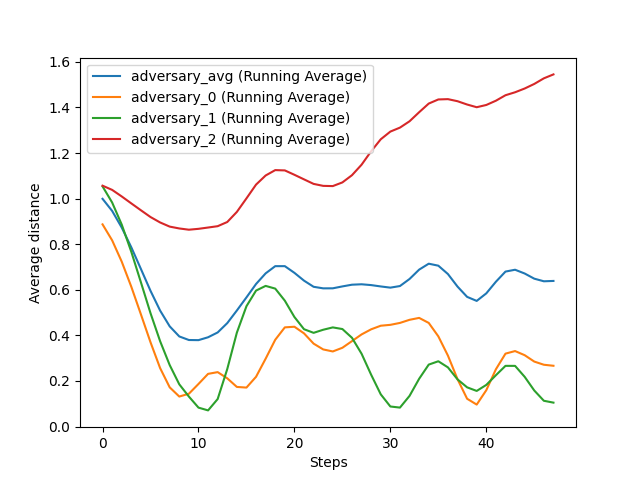 1.6
1.4
1.2
1.0
0.8
0.6
0.4
0.2
0.0
Average distance
adversary_avg (Running Average)
adversary_0 (Running Average)
adversary_1 (Running Average)
adversary_2 (Running Average)
0 10 20 30 40
Steps